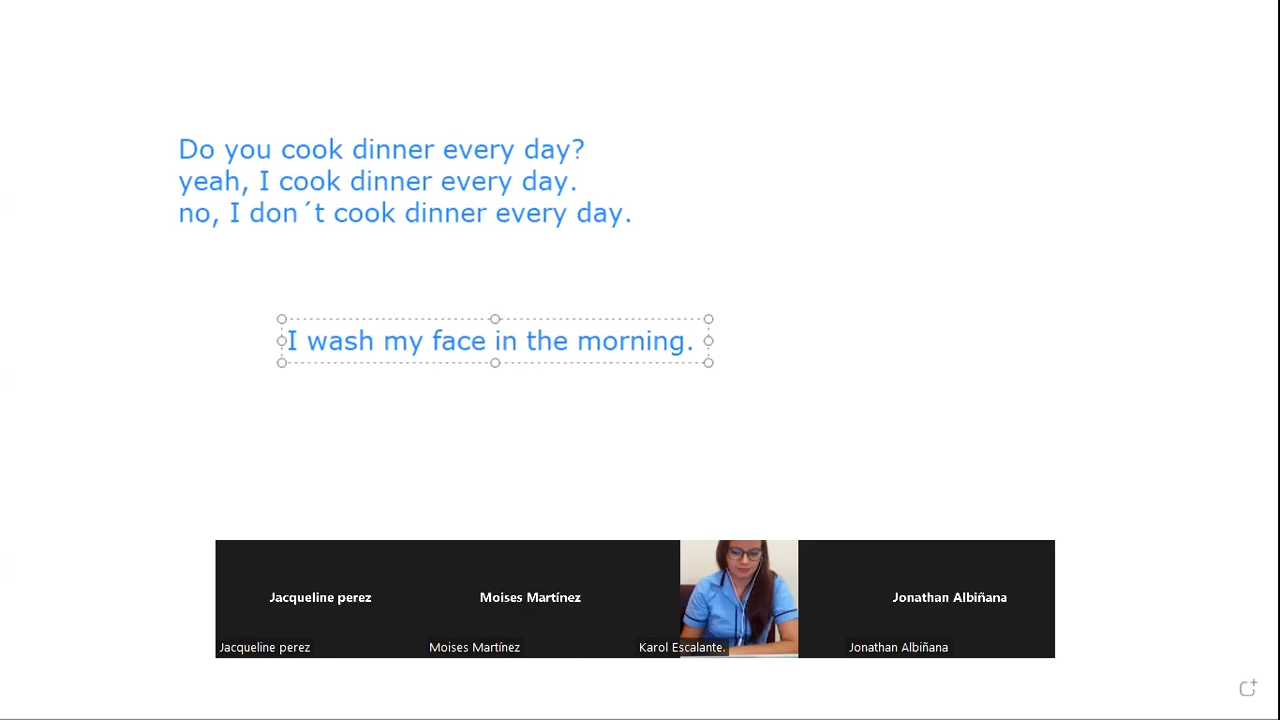 Do you cook dinner every day?
yeah, I cook dinner every day.
no, I don´t cook dinner every day.
I wash my face in the morning.
Jacqueline perez
Moises Martínez
Jonathan Albiñana
Jacqueline perez
Moises Martínez
Karol Escalante.
Jonathan Albiñana